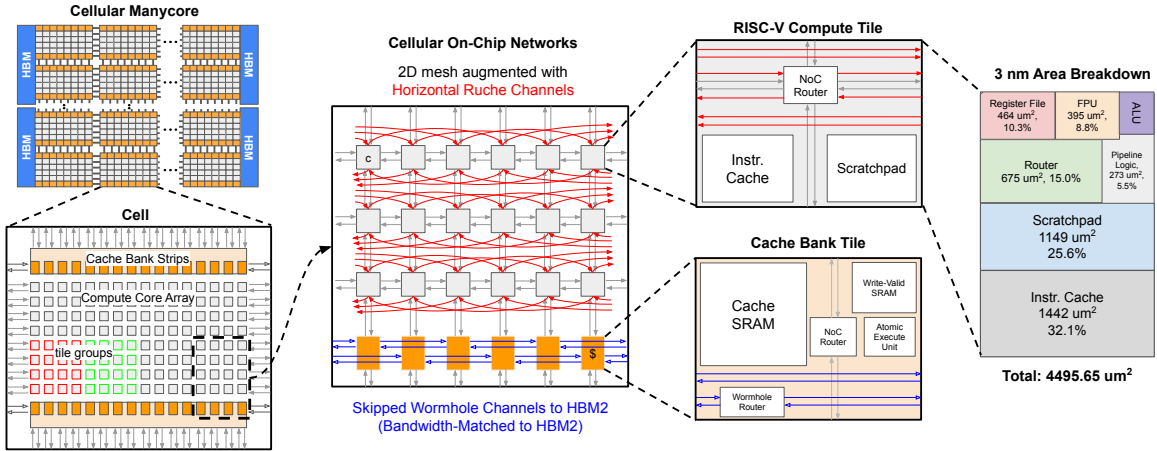 Cellular Manycore
HBM
HBM
HBM
HBM
Cell
Cache Bank Strips
Compute Core Array
tile groups
Cellular On-Chip Networks
2D mesh augmented with
Horizontal Ruche Channels
c
$
Skipped Wormhole Channels to HBM2
(Bandwidth-Matched to HBM2)
RISC-V Compute Tile
NoC
Router
Instr.
Cache
Scratchpad
Cache Bank Tile
Cache
SRAM
Write-Valid
SRAM
NoC
Router
Atomic
Execute
Unit
Wormhole
Router
3 nm Area Breakdown
Register File
464 um², 
10.3%
FPU
395 um²,
8.8%
ALU
Router
675 um², 15.0%
Pipeline
Logic,
273 um²,
5.5%
Scratchpad
1149 um²
25.6%
Instr. Cache
1442 um²
32.1%
Total: 4495.65 um²